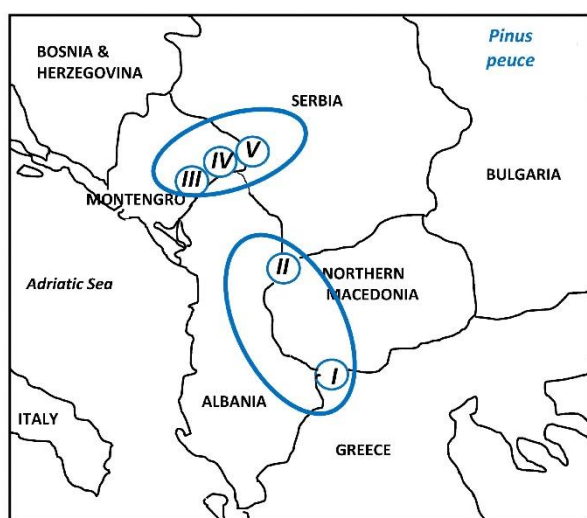 BOSNIA &
HERZEGOVINA
Pinus
peuce
SERBIA
V
IV
III
MONTENGRO
BULGARIA
II
NORTHERN
MACEDONIA
Adriatic Sea
I
ALBANIA
ITALY
GREECE